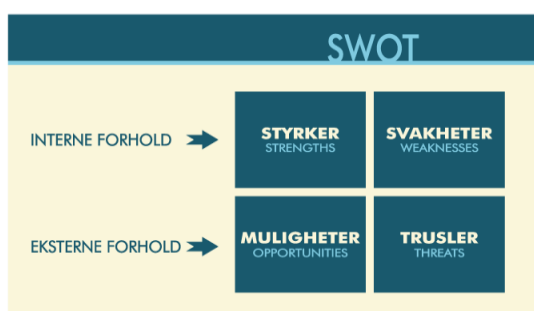 SWOT
INTERNE FORHOLD
STYRKER
STRENGTHS
SVAKHETER
WEAKNESSES
EKSTERNE FORHOLD
MULIGHETER
OPPORTUNITIES
TRUSLER
THREATS